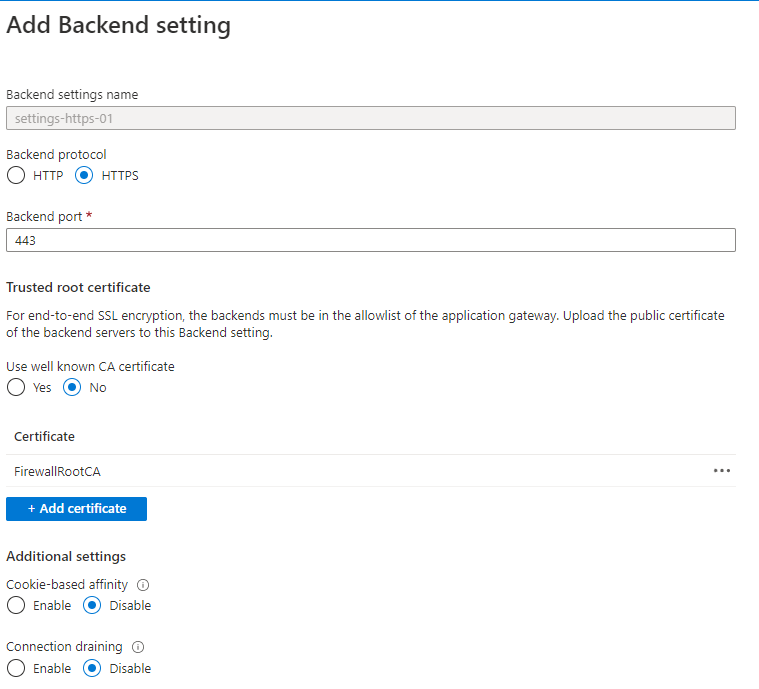 Add Backend setting
Backend settings name
settings-https-01
Backend protocol
HTTP HTTPS
Backend port *
443
Trusted root certificate
For end-to-end SSL encryption, the backends must be in the allowlist of the application gateway. Upload the public certificate
of the backend servers to this Backend setting.
Use well known CA certificate
Yes No
Certificate
FirewallRootCA
+ Add certificate
Additional settings
Cookie-based affinity
Enable Disable
Connection draining
Enable Disable